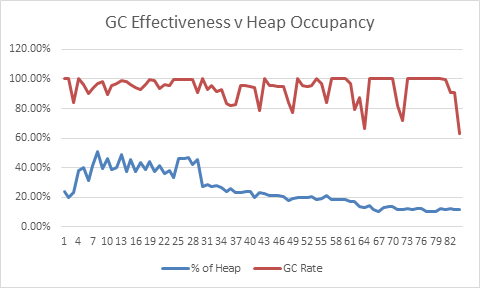 GC Effectiveness v Heap Occupancy
120.00%
100.00%
80.00%
60.00%
40.00%
20.00%
0.00%
1 4 7 10 13 16 19 22 25 28 31 34 37 40 43 46 49 52 55 58 61 64 67 70 73 76 79 82
% of Heap GC Rate